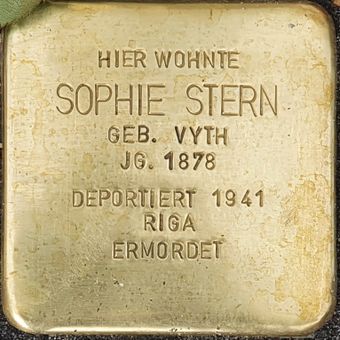 HIER WOHNTE
SOPHIE STERN
GEB. VYTH
JG. 1878
DEPORTIERT 1941
RIGA
ERMORDET